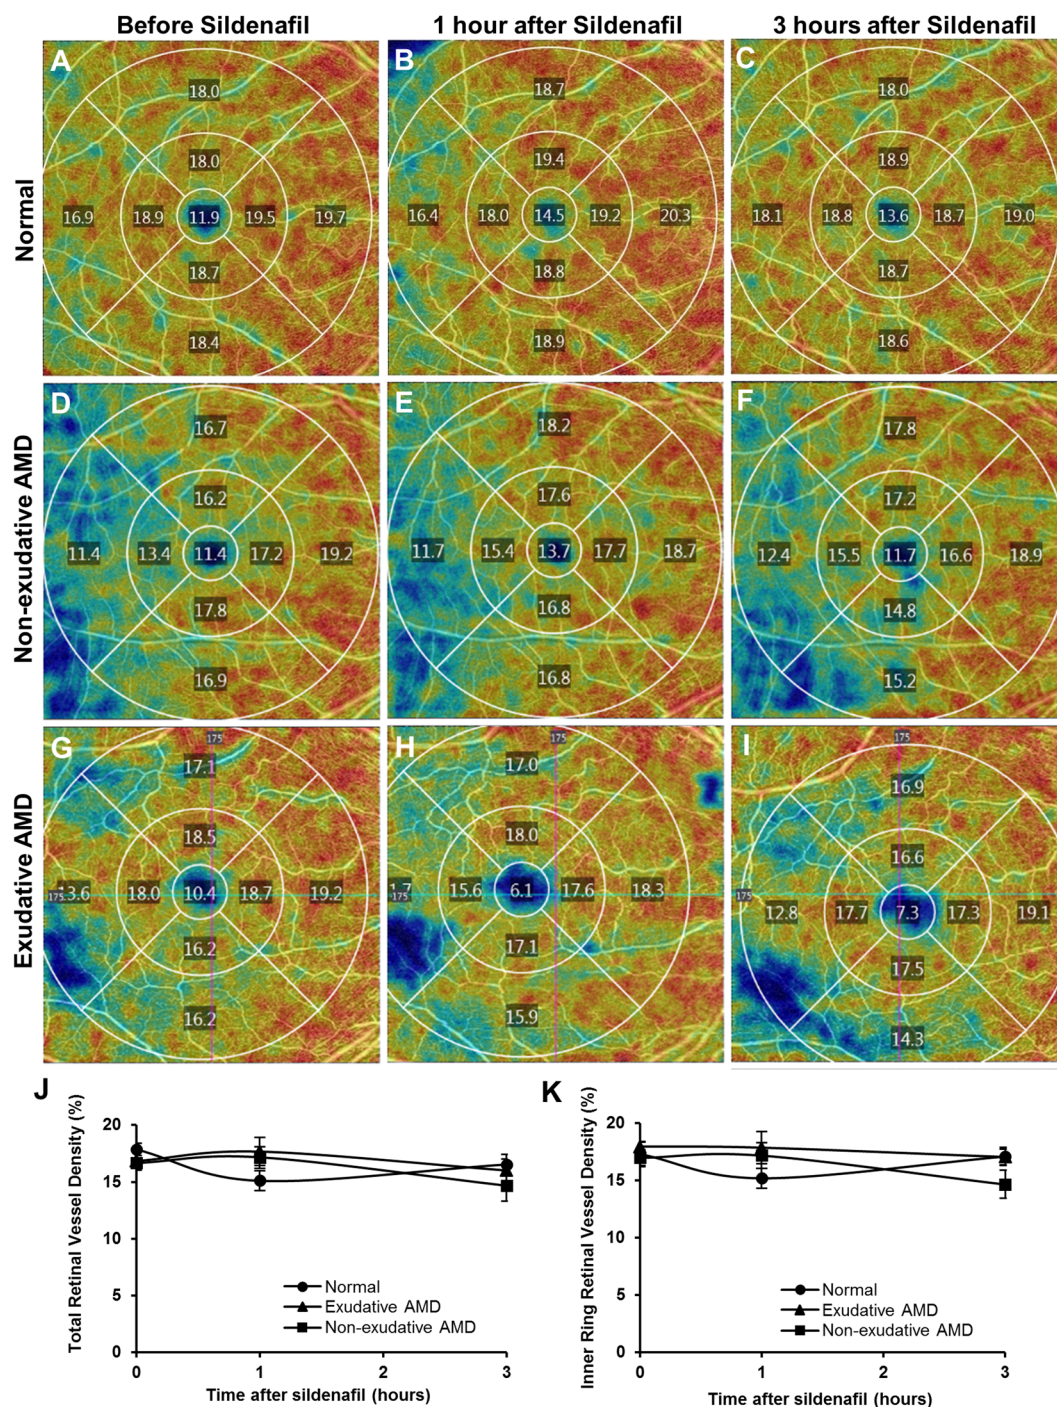 Before Sildenafil
1 hour after Sildenafil
3 hours after Sildenafil
Normal
A
18.0
18.0
16.9 18.9 11.9 19.5 19.7
18.7
18.4
B
18.7
19.4
16.4 18.0 14.5 19.2 20.3
18.8
18.9
C
18.0
18.9
18.1 18.8 13.6 18.7 19.0
18.7
18.6
Non-exudative AMD
D
16.7
16.2
11.4 13.4 11.4 17.2 19.2
17.8
16.9
E
18.2
17.6
11.7 15.4 13.7 17.7 18.7
16.8
16.8
F
17.8
17.2
12.4 15.5 11.7 16.6 18.9
14.8
15.2
Exudative AMD
G
175
17.1
18.5
175 18.0 10.4 18.7 19.2
16.2
16.2
H
175
17.0
18.0
175 15.6 6.1 17.6 18.3
17.1
15.9
I
175
16.9
16.6
175
12.8 17.7 7.3 17.3 19.1
17.5
14.3
J
Total Retinal Vessel Density (%)
20
15
10
5
0
0 1 2 3
Time after sildenafil (hours)
Normal
Exudative AMD
Non-exudative AMD
K
Inner Ring Retinal Vessel Density (%)
20
15
10
5
0
0 1 2 3
Time after sildenafil (hours)
Normal
Exudative AMD
Non-exudative AMD